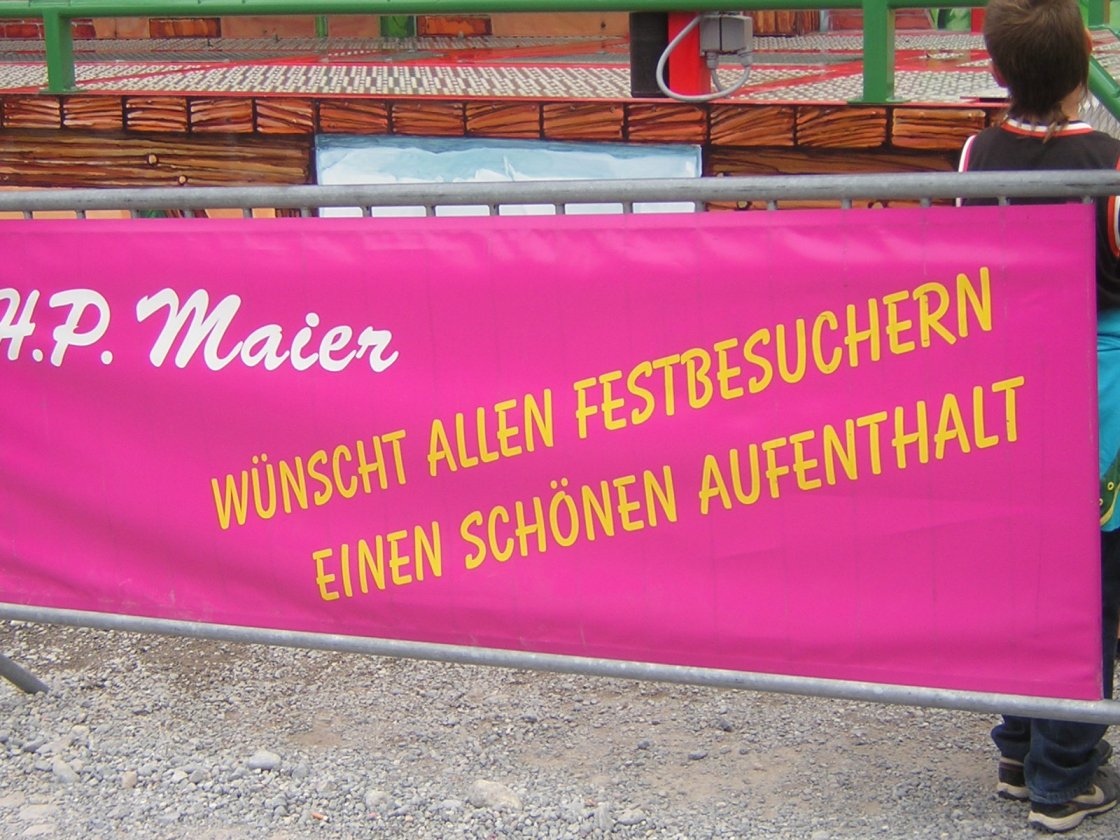 H.P. Maier
WÜNSCHT ALLEN FESTBESUCHERN
EINEN SCHÖNEN AUFENTHALT